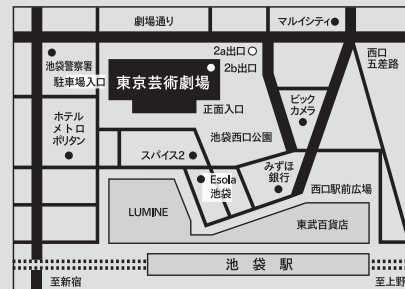 劇場通り
マルイシティ
2a出口
2b出口
西口
五差路
池袋警察署
駐車場入口
東京芸術劇場
正面入口
ビック
カメラ
ホテル
メトロ
ポリタン
池袋西口公園
スパイス2
みずほ
銀行
Esola
池袋
西口駅前広場
LUMINE
東武百貨店
池袋駅
至新宿
至上野